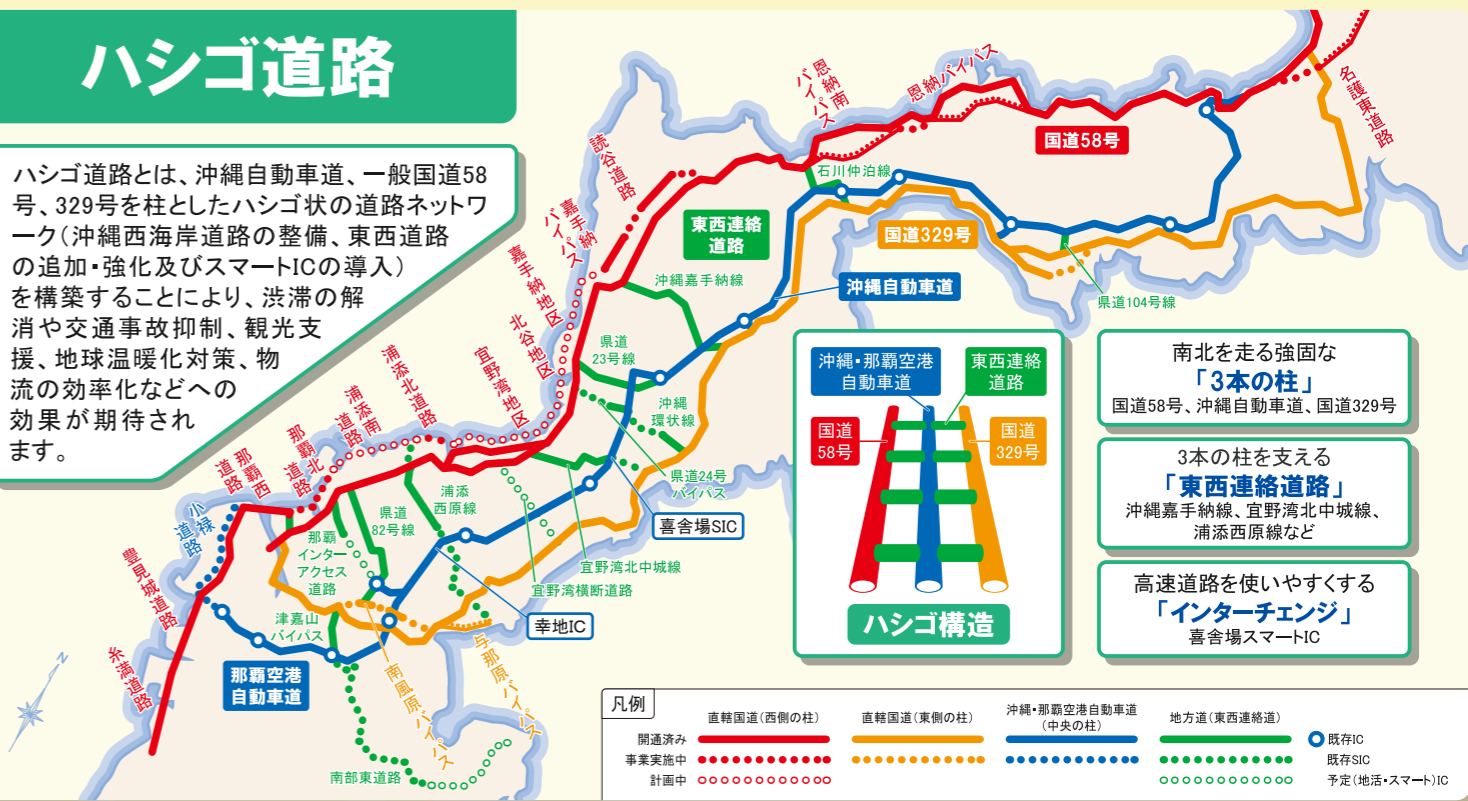 ハシゴ道路
ハシゴ道路とは、沖縄自動車道、一般国道58
号、329号を柱としたハシゴ状の道路ネットワ
ーク(沖縄西海岸道路の整備、東西道路
の追加・強化及びスマートICの導入)
を構築することにより、渋滞の解
消や交通事故抑制、観光支
援、地球温暖化対策、物
流の効率化などへの
効果が期待され
ます。
名護東道路
恩納バイパス
恩納南
バイパス
国道58号
読谷道路
石川仲泊線
東西連絡
道路
国道329号
嘉手納
バイパス
沖縄嘉手納線
沖縄自動車道
県道104号線
嘉手納地区
北谷地区
県道
23号線
宜野湾地区
沖縄
環状線
浦添北道路
浦添南
道路
那覇北
道路
那覇西
道路
小禄
道路
県道24号
バイパス
浦添
西原線
県道
82号線
喜舎場SIC
那覇
インター
アクセス
道路
宜野湾北中城線
宜野湾横断道路
豊見城道路
幸地IC
津嘉山
バイパス
糸満道路
N
那覇空港
自動車道
南風原バイパス
与那原バイパス
南部東道路
沖縄・那覇空港
自動車道
東西連絡
道路
国道
58号
国道
329号
ハシゴ構造
南北を走る強固な
「3本の柱」
国道58号、沖縄自動車道、国道329号
3本の柱を支える
「東西連絡道路」
沖縄嘉手納線、宜野湾北中城線、
浦添西原線など
高速道路を使いやすくする
「インターチェンジ」
喜舎場スマートIC
凡例
直轄国道(西側の柱)
直轄国道(東側の柱)
沖縄・那覇空港自動車道
(中央の柱)
地方道(東西連絡道)
開通済み
既存IC
事業実施中
既存SIC
計画中
予定(地活・スマート)IC